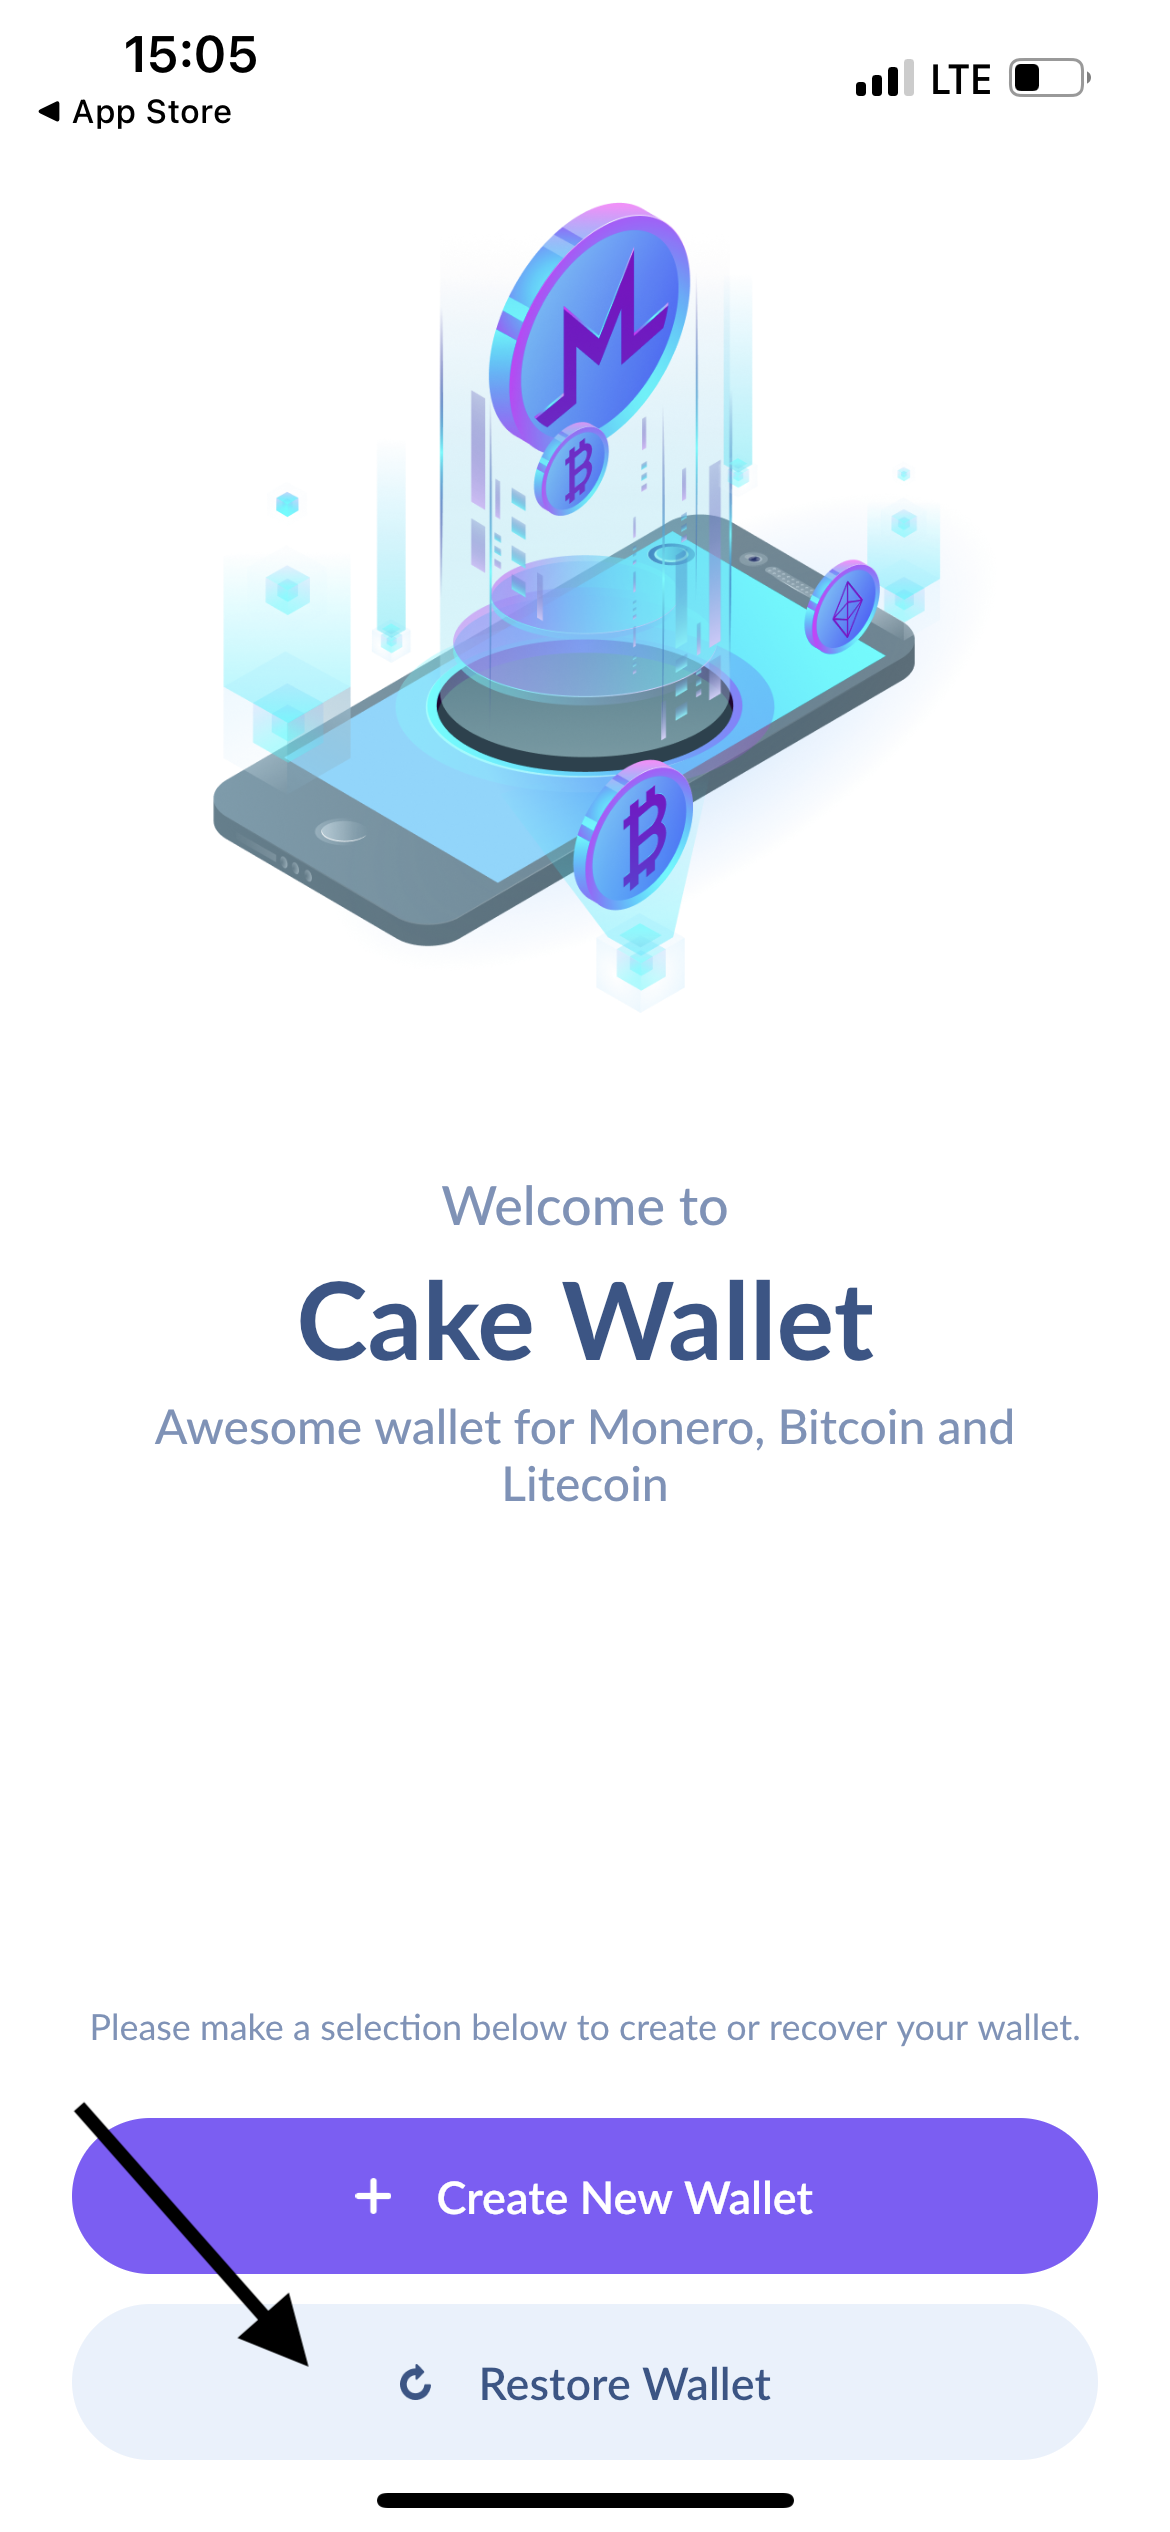 15:05
LTE
◀ App Store
Welcome to
Cake Wallet
Awesome wallet for Monero, Bitcoin and
Litecoin
Please make a selection below to create or recover your wallet.
Create New Wallet
Restore Wallet